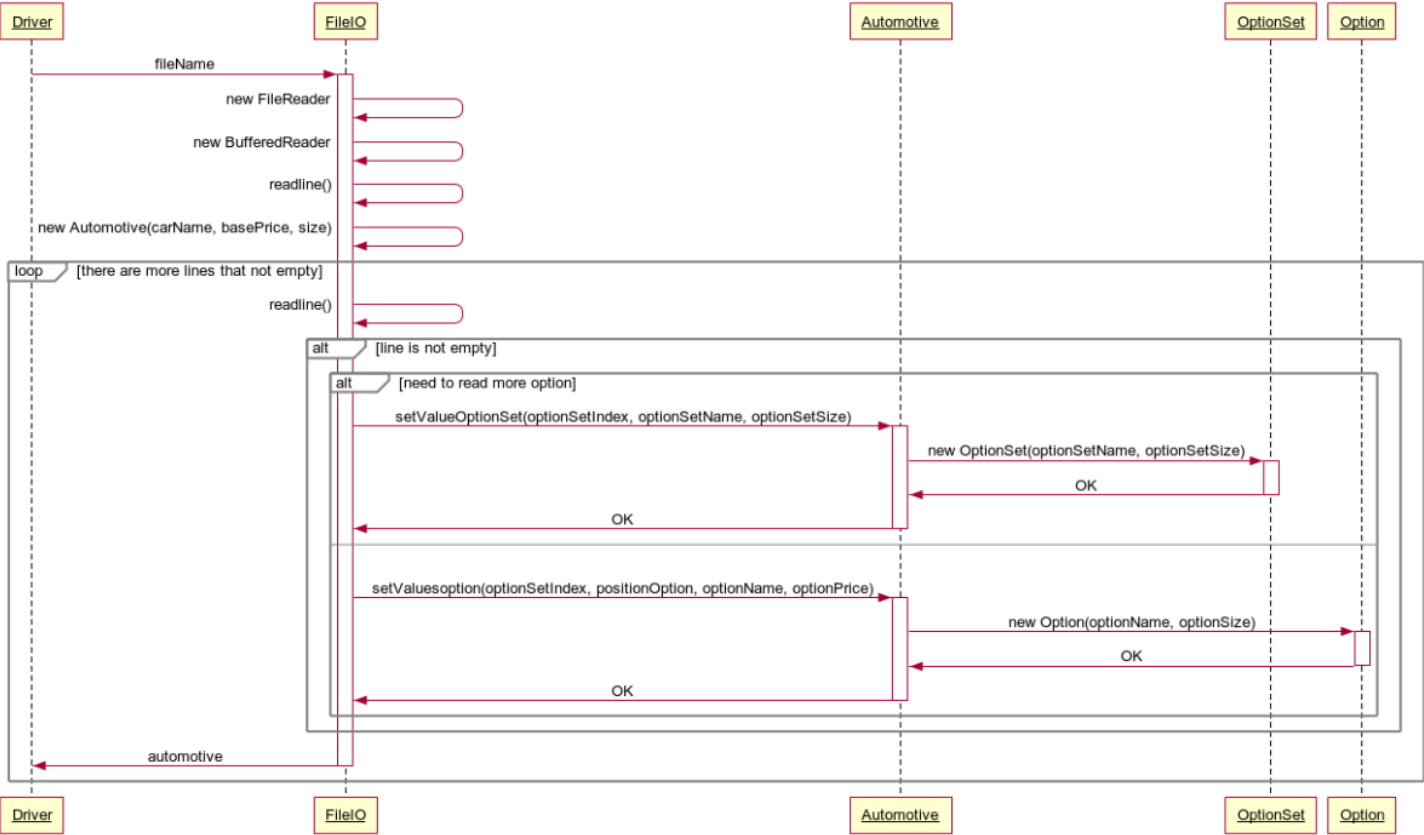 Driver FileIO Automotive OptionSet Option
fileName
new FileReader
new BufferedReader
readline()
new Automotive(carName, basePrice, size)
loop [there are more lines that not empty]
readline()
alt [line is not empty]
alt [need to read more option]
setValueOptionSet(optionSetIndex, optionSetName, optionSetSize)
new OptionSet(optionSetName, optionSetSize)
OK
OK
setValuesoption(optionSetIndex, positionOption, optionName, optionPrice)
new Option(optionName, optionSize)
OK
OK
automotive
Driver FileIO Automotive OptionSet Option